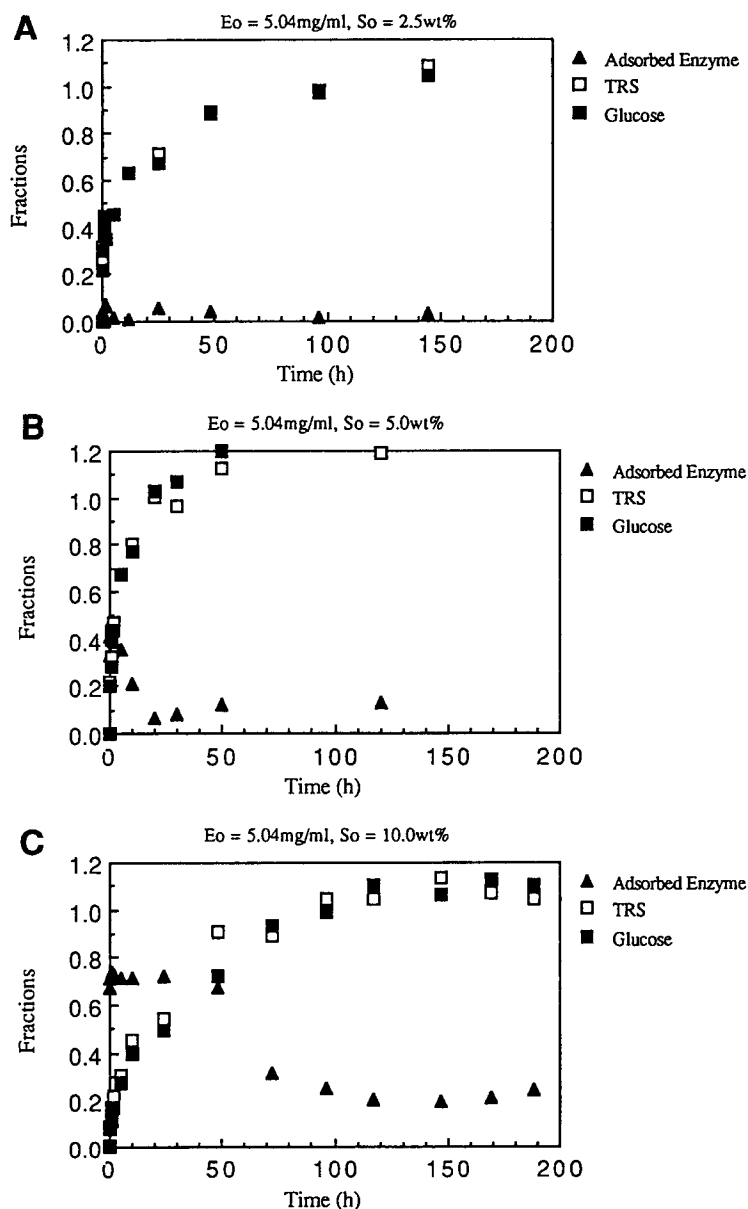 A
Eo = 5.04mg/ml, So = 2.5wt%
1.2
1.0
0.8
0.6
0.4
0.2
0.0
Fractions
0 50 100 150 200
Time (h)
Adsorbed Enzyme
TRS
Glucose
B
Eo = 5.04mg/ml, So = 5.0wt%
1.2
1.0
0.8
0.6
0.4
0.2
0.0
Fractions
0 50 100 150 200
Time (h)
Adsorbed Enzyme
TRS
Glucose
C
Eo = 5.04mg/ml, So = 10.0wt%
1.2
1.0
0.8
0.6
0.4
0.2
0.0
Fractions
0 50 100 150 200
Time (h)
Adsorbed Enzyme
TRS
Glucose